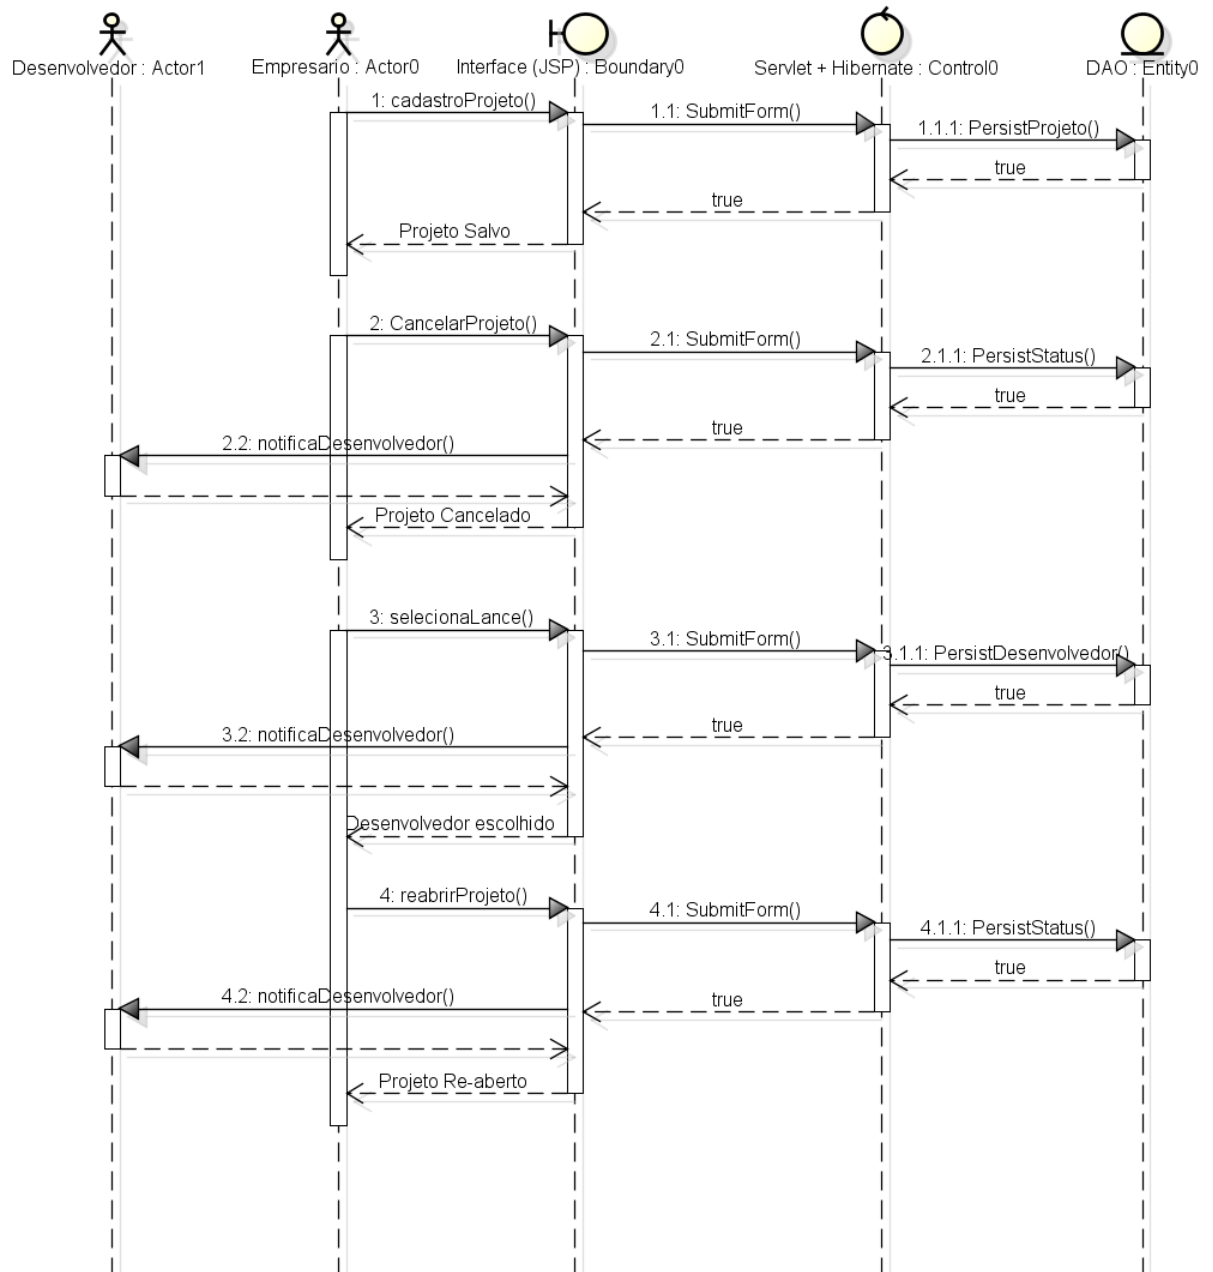 Desenvolvedor : Actor1
Empresario : Actor0
Interface (JSP) : Boundary0
Servlet + Hibernate : Control0
DAO : Entity0
1: cadastroProjeto()
1.1: SubmitForm()
1.1.1: PersistProjeto()
true
true
Projeto Salvo
2: CancelarProjeto()
2.1: SubmitForm()
2.1.1: PersistStatus()
true
true
2.2: notificaDesenvolvedor()
Projeto Cancelado
3: selecionaLance()
3.1: SubmitForm()
3.1.1: PersistDesenvolvedor()
true
true
3.2: notificaDesenvolvedor()
Desenvolvedor escolhido
4: reabrirProjeto()
4.1: SubmitForm()
4.1.1: PersistStatus()
true
true
4.2: notificaDesenvolvedor()
Projeto Re-aberto